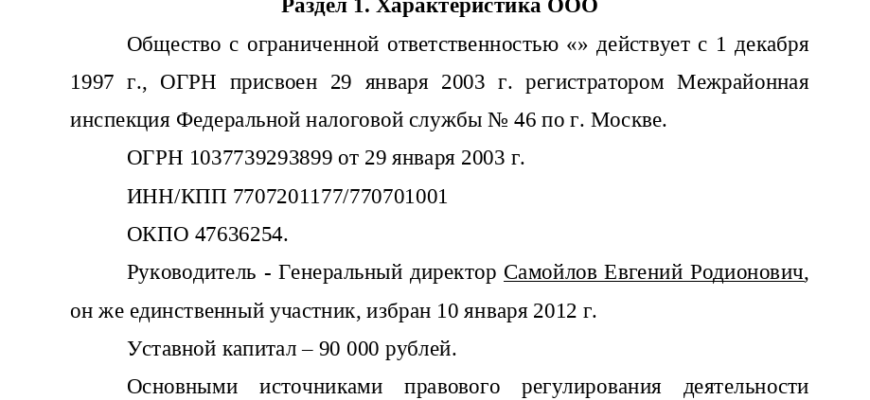 Раздел 1. Характеристика ООО
Общество с ограниченной ответственностью «» действует с 1 декабря
1997 г., ОГРН присвоен 29 января 2003 г. регистратором Межрайонная
инспекция Федеральной налоговой службы № 46 по г. Москве.
ОГРН 1037739293899 от 29 января 2003 г.
ИНН/КПП 7707201177/770701001
ОКПО 47636254.
Руководитель - Генеральный директор Самойлов Евгений Родионович,
он же единственный участник, избран 10 января 2012 г.
Уставной капитал – 90 000 рублей.
Основными источниками правового регулирования деятельности